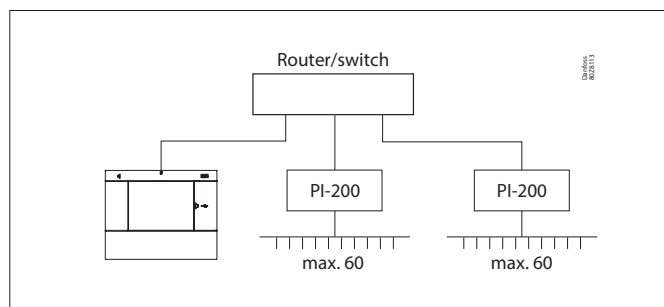 Router/switch
Danfoss
80Z8113
PI-200
PI-200
max. 60
max. 60